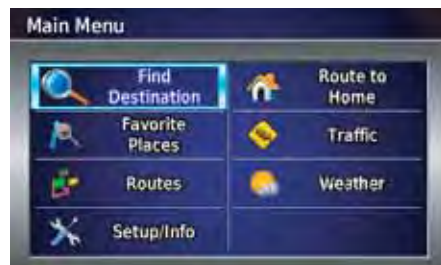 Main Menu
Find
Destination
Route to
Home
Favorite
Places
Traffic
Routes
Weather
Setup/Info